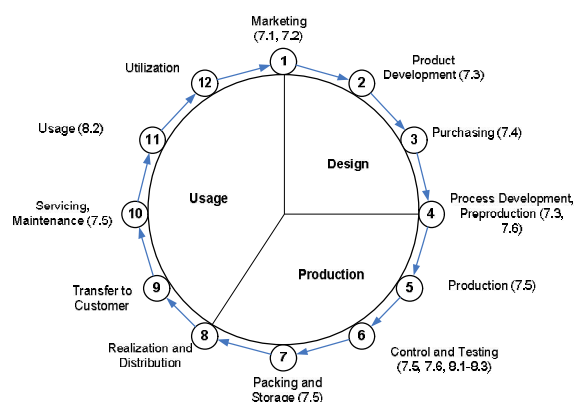 Marketing
(7.1, 7.2)
1
Product
Development (7.3)
2
Purchasing (7.4)
3
Process Development,
Preproduction (7.3,
7.6)
4
Production (7.5)
5
Control and Testing
(7.5, 7.6, 8.1-8.3)
6
Packing and
Storage (7.5)
7
Realization and
Distribution
8
Transfer to
Customer
9
Servicing,
Maintenance (7.5)
10
Usage (8.2)
11
Utilization
12
Design
Production
Usage